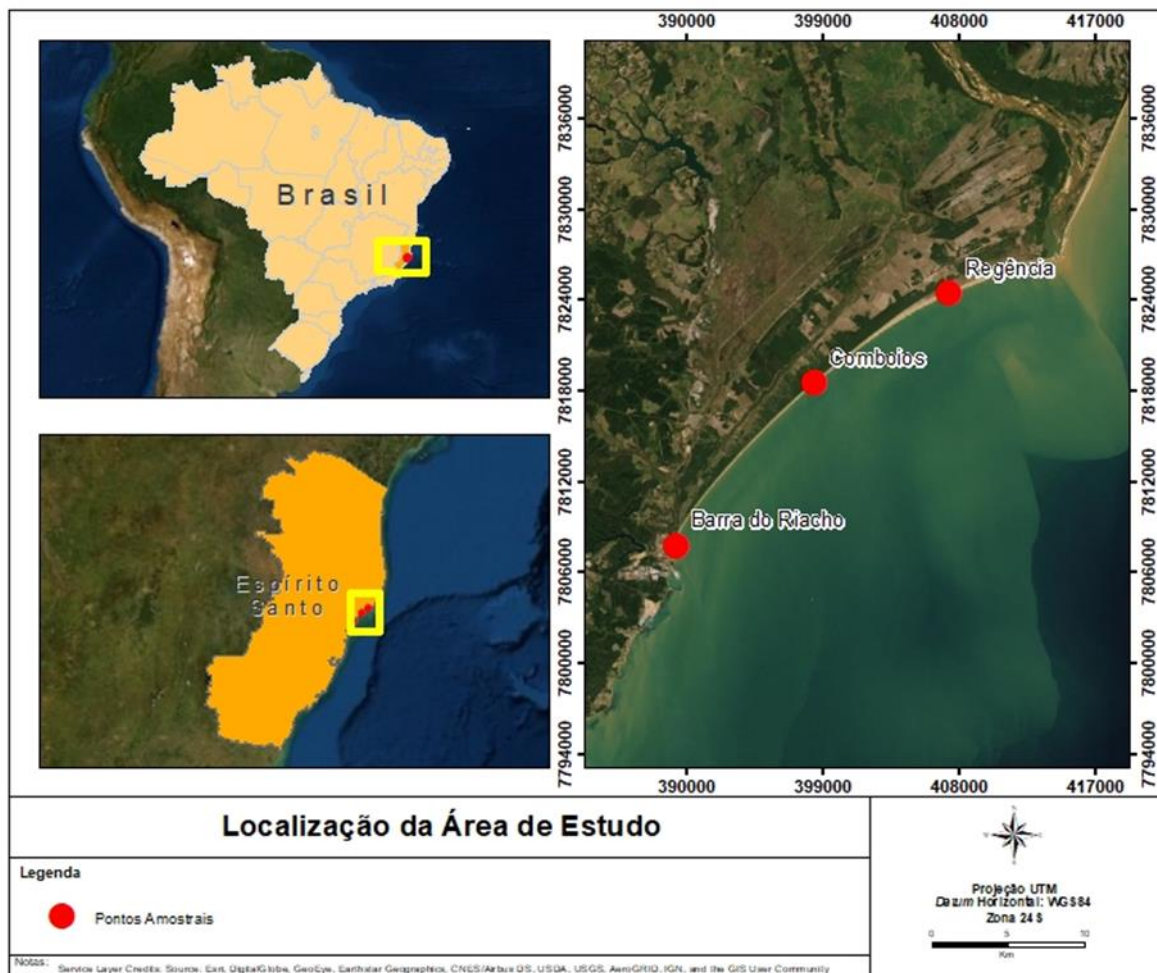 390000 399000 408000 417000
Brasil
Espírito
Santo
7836000
7830000
7824000
7818000
7812000
7806000
7800000
7794000
Regência
Comboios
Barra do Riacho
390000 399000 408000 417000
Localização da Área de Estudo
Legenda
Pontos Amostrais
Projeção UTM
Datum Horizontal: WGS84
Zona 24 S
0 5 10
Km
Notas:
Service Layer Credits: Source: Esri, DigitalGlobe, GeoEye, Earthstar Geographics, CNES/Airbus DS, USDA, USGS, AeroGRID, IGN, and the GIS User Community